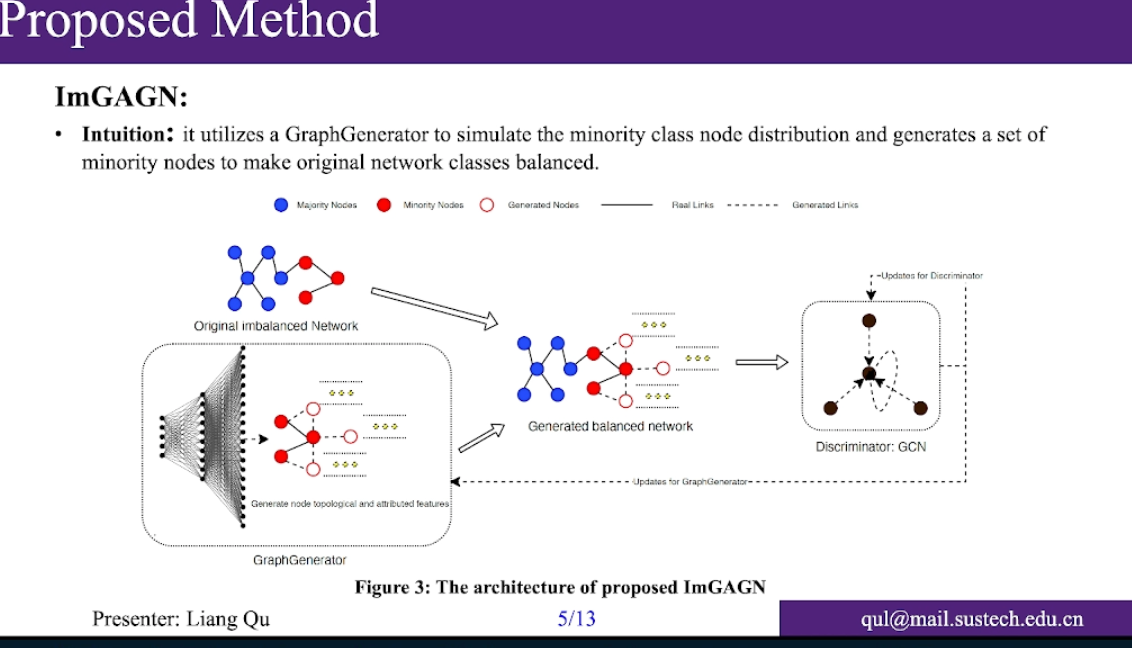 Proposed Method
ImGAGN:
• Intuition: it utilizes a GraphGenerator to simulate the minority class node distribution and generates a set of
minority nodes to make original network classes balanced.
Majority Nodes Minority Nodes Generated Nodes Real Links Generated Links
Updates for Discriminator
Original imbalanced Network
Generated balanced network
Discriminator: GCN
Updates for GraphGenerator
Generate node topological and attributed features
GraphGenerator
Figure 3: The architecture of proposed ImGAGN
Presenter: Liang Qu 5/13 qul@mail.sustech.edu.cn